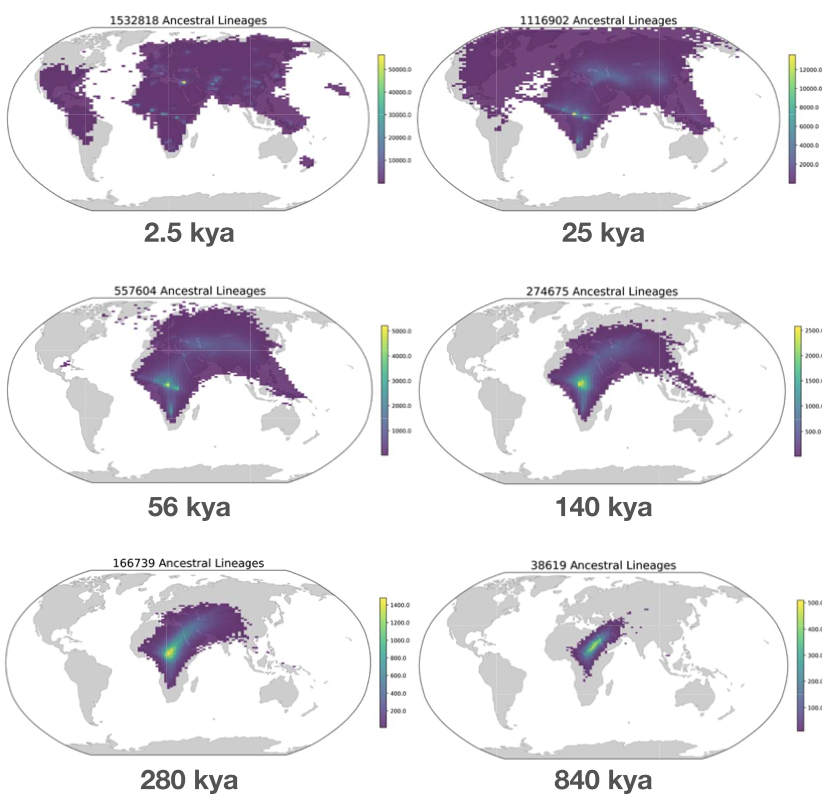 1532818 Ancestral Lineages
50000.0
40000.0
30000.0
20000.0
10000.0
2.5 kya
1116902 Ancestral Lineages
12000.0
10000.0
8000.0
6000.0
4000.0
2000.0
25 kya
557604 Ancestral Lineages
5000.0
4000.0
3000.0
2000.0
1000.0
56 kya
274675 Ancestral Lineages
2500.0
2000.0
1500.0
1000.0
500.0
140 kya
166739 Ancestral Lineages
1400.0
1200.0
1000.0
800.0
600.0
400.0
200.0
280 kya
38619 Ancestral Lineages
500.0
400.0
300.0
200.0
100.0
840 kya